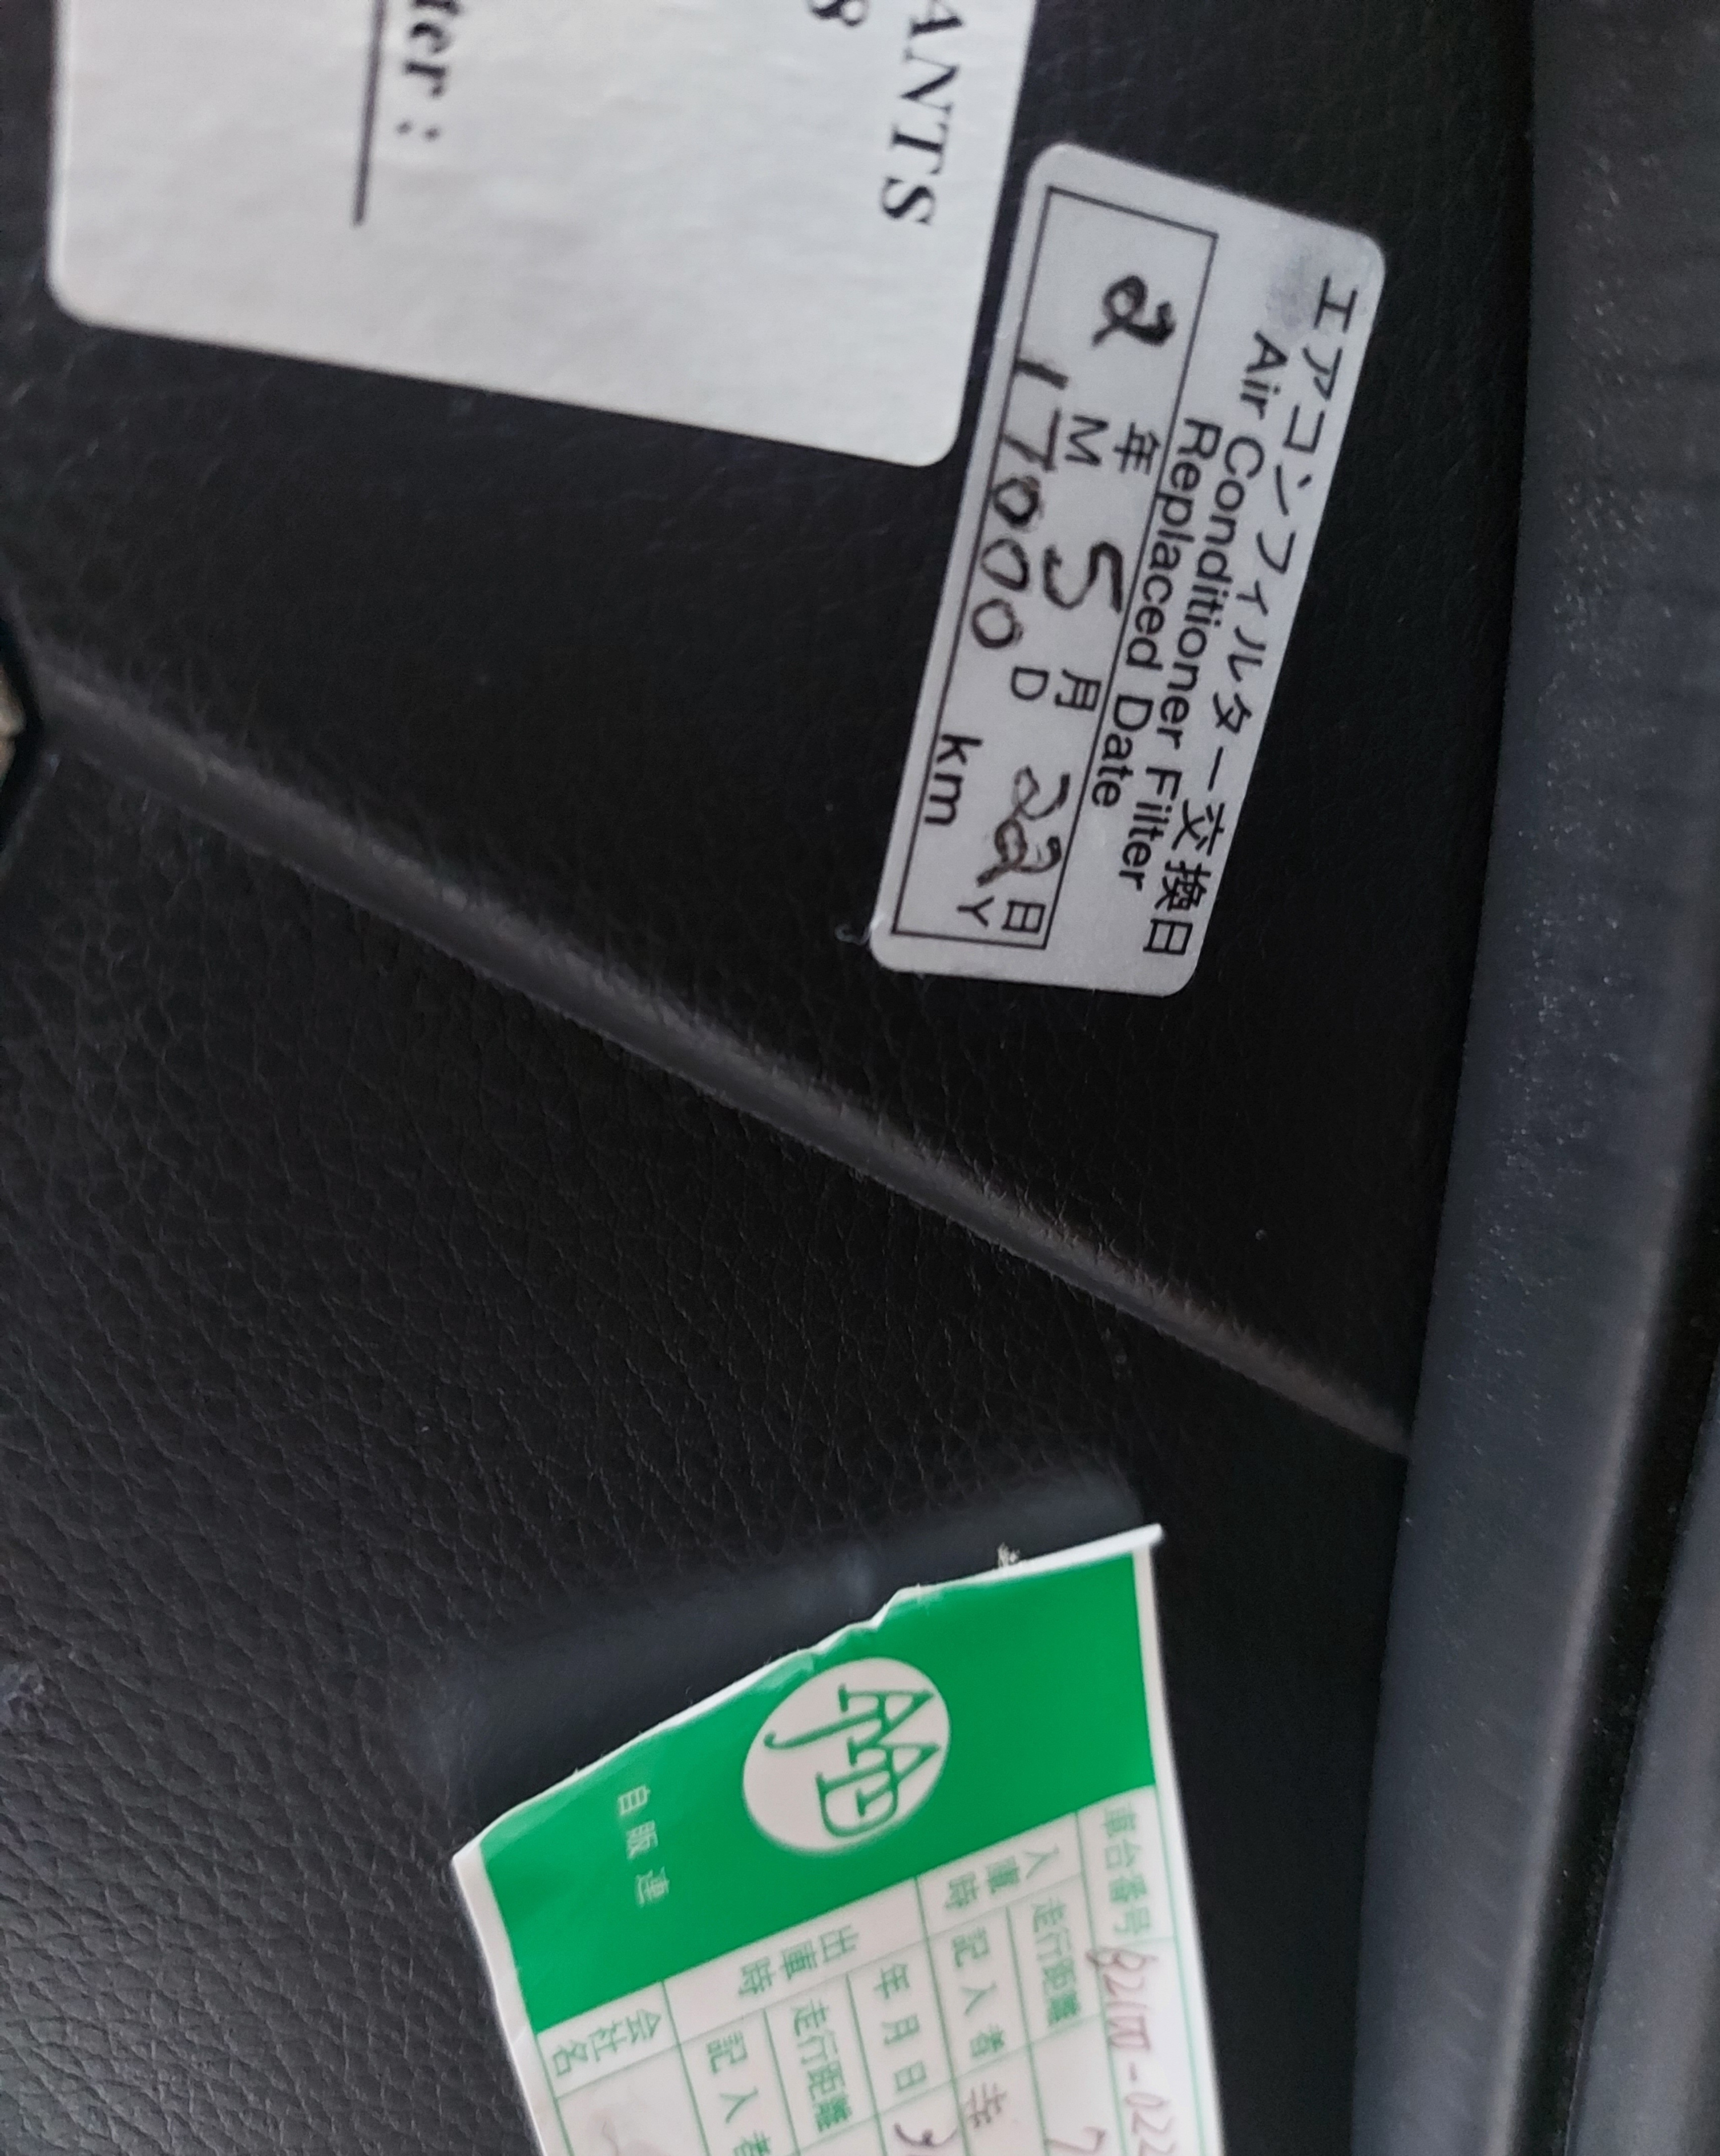 ANTS
8
ter :
エアコンフィルター交換日
Air Conditioner Filter
Replaced Date
2 年 5 月 22 日
M D Y
17000 km
自販連
車台番号
入庫時
走行距離
記入者
出庫時
年月日
走行距離
記入者
会社名